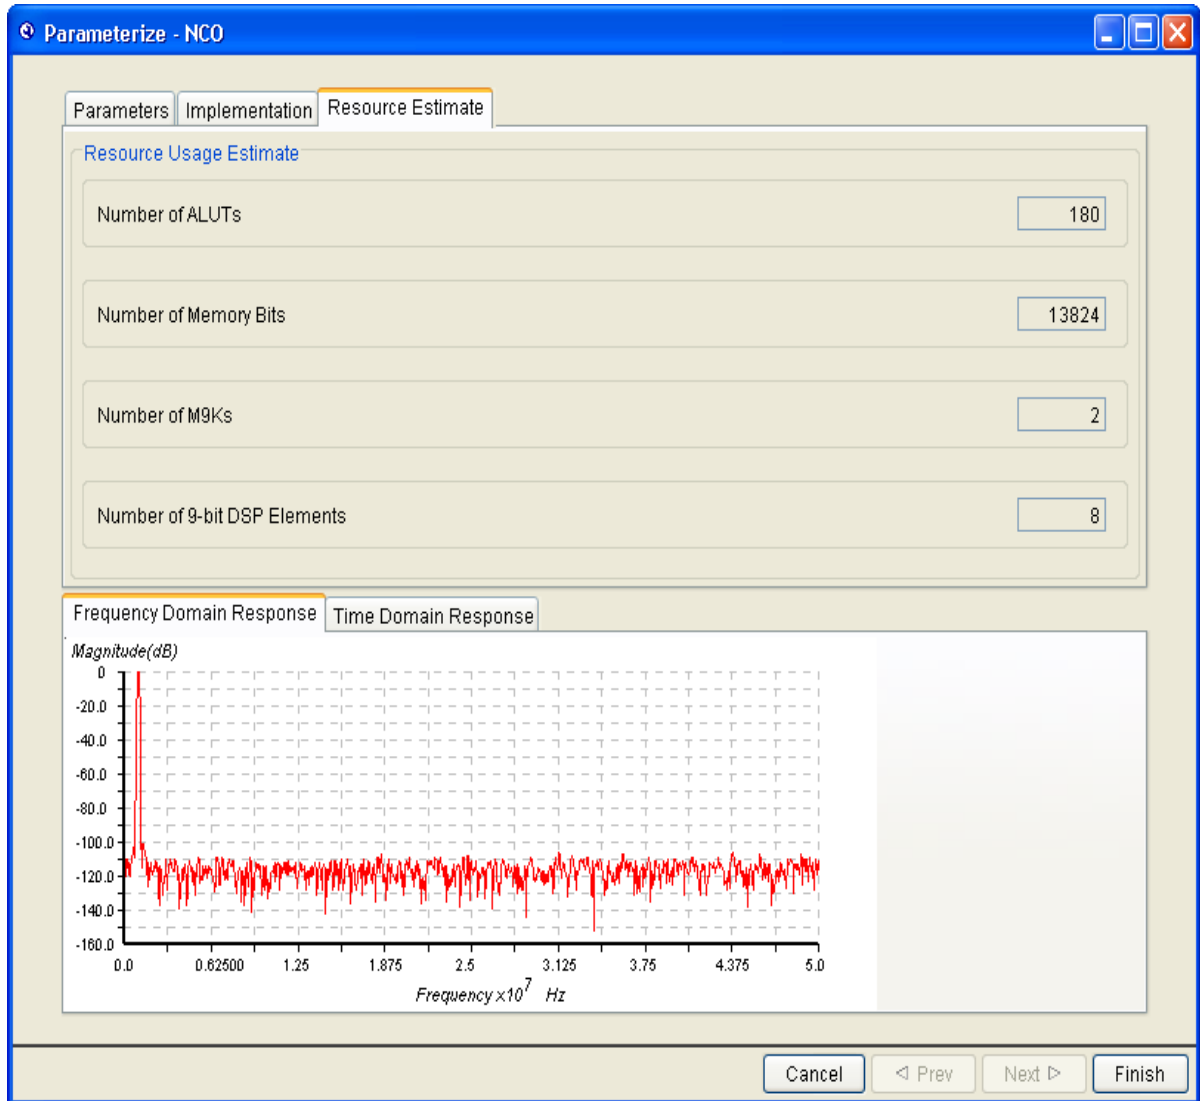 Parameterize - NCO
Parameters Implementation Resource Estimate
Resource Usage Estimate
Number of ALUTs 180
Number of Memory Bits 13824
Number of M9Ks 2
Number of 9-bit DSP Elements 8
Frequency Domain Response Time Domain Response
Magnitude(dB)
0
-20.0
-40.0
-60.0
-80.0
-100.0
-120.0
-140.0
-160.0
0.0 0.62500 1.25 1.875 2.5 3.125 3.75 4.375 5.0
Frequency x10^7 Hz
Cancel ◁ Prev Next ▷ Finish